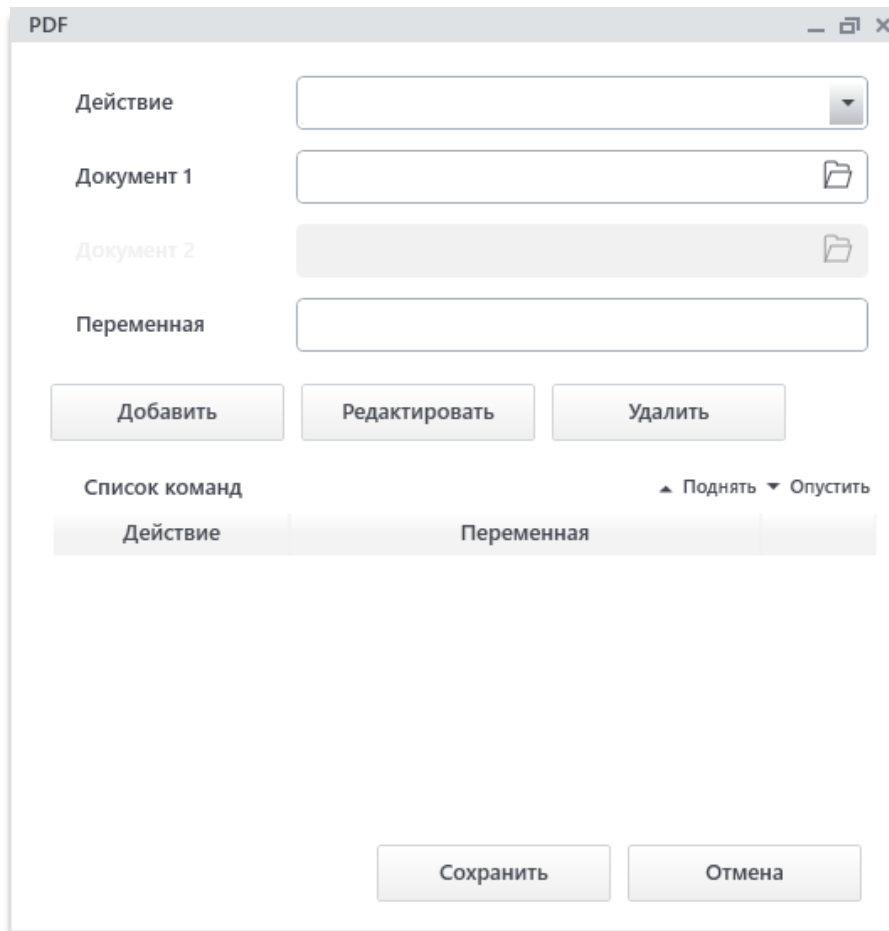 PDF
Действие
Документ 1
Документ 2
Переменная
Добавить Редактировать Удалить
Список команд Поднять Опустить
Действие Переменная
Сохранить Отмена